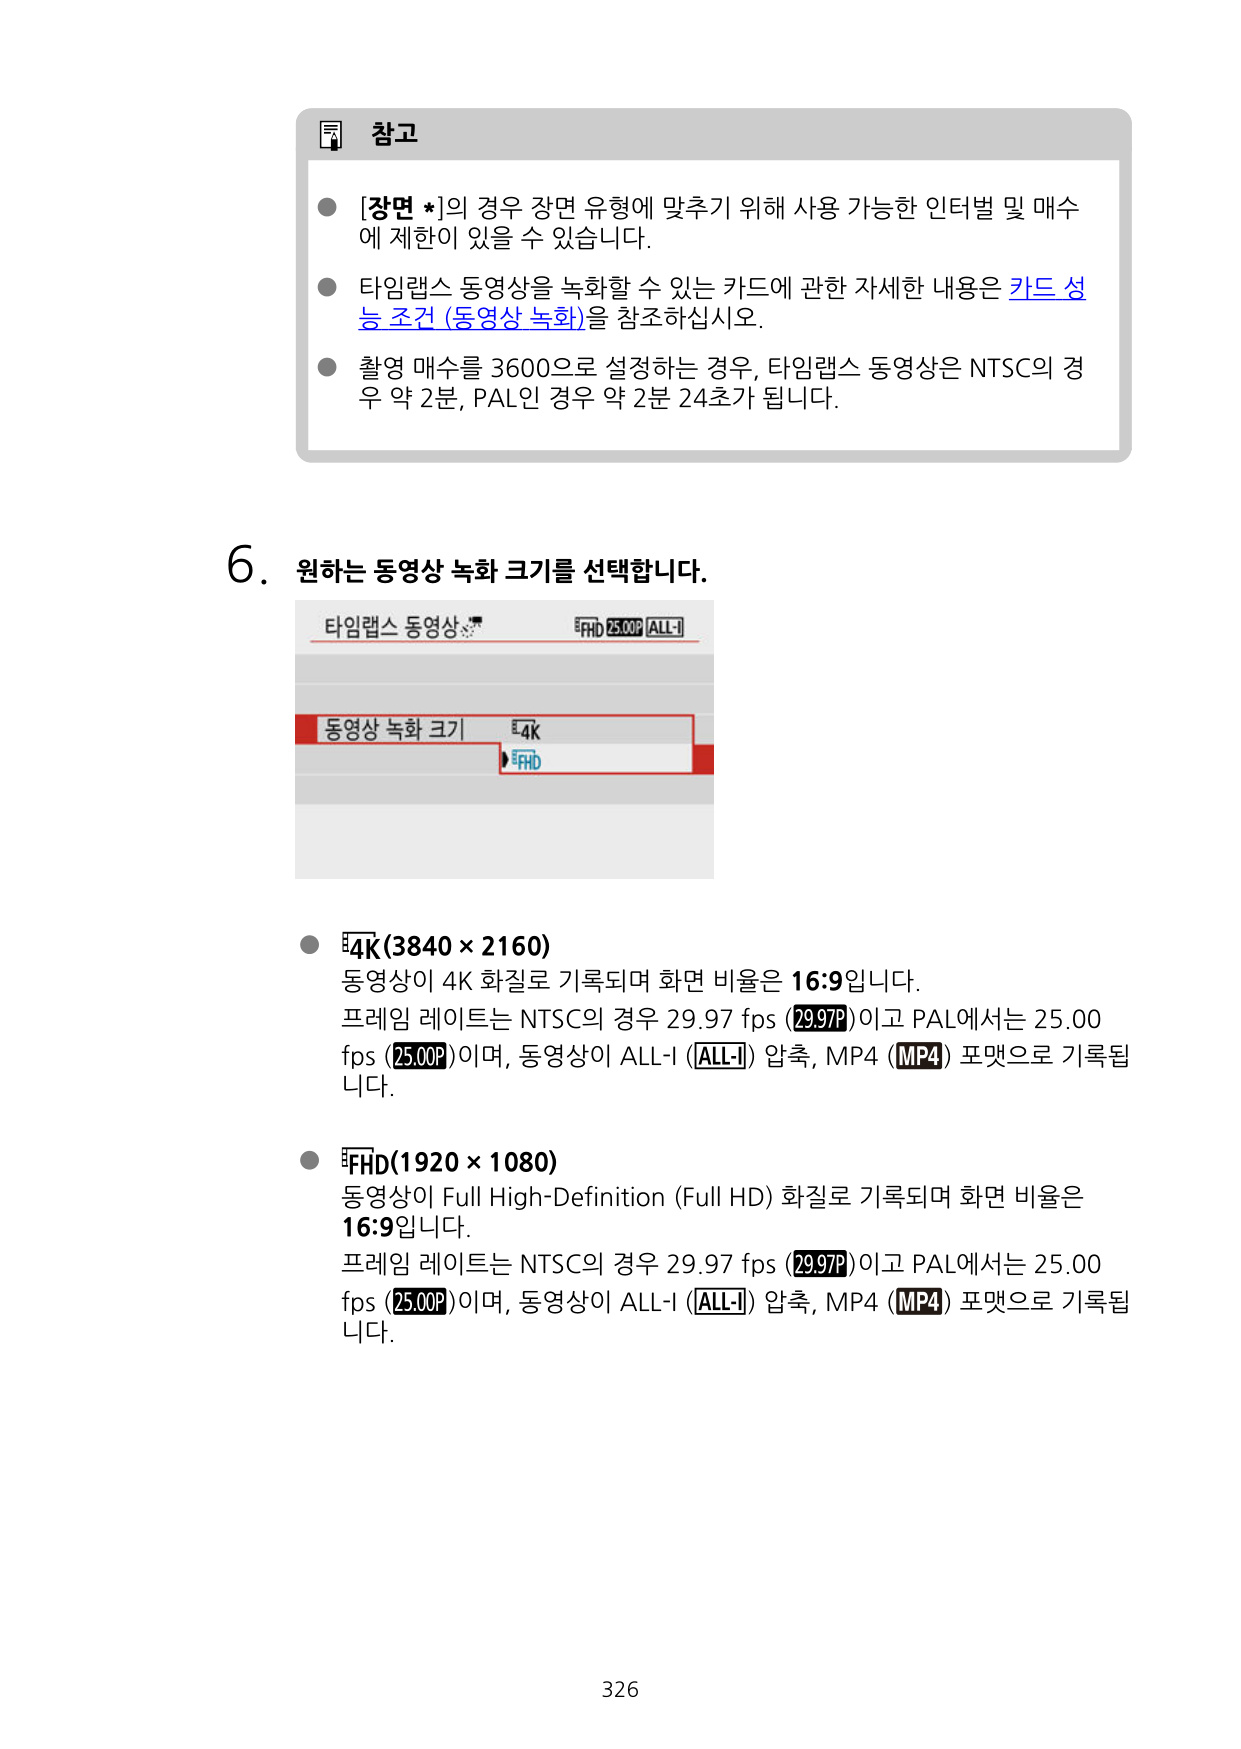 참고
● [장면 *]의 경우 장면 유형에 맞추기 위해 사용 가능한 인터벌 및 매수
에 제한이 있을 수 있습니다.
● 타임랩스 동영상을 녹화할 수 있는 카드에 관한 자세한 내용은 카드 성
능 조건 (동영상 녹화)을 참조하십시오.
● 촬영 매수를 3600으로 설정하는 경우, 타임랩스 동영상은 NTSC의 경
우 약 2분, PAL인 경우 약 2분 24초가 됩니다.
6. 원하는 동영상 녹화 크기를 선택합니다.
타임랩스 동영상 FHD 25.00P ALL-I
동영상 녹화 크기 4K
FHD
● 4K(3840 × 2160)
동영상이 4K 화질로 기록되며 화면 비율은 16:9입니다.
프레임 레이트는 NTSC의 경우 29.97 fps (29.97P)이고 PAL에서는 25.00
fps (25.00P)이며, 동영상이 ALL-I (ALL-I) 압축, MP4 (MP4) 포맷으로 기록됩
니다.
● FHD(1920 × 1080)
동영상이 Full High-Definition (Full HD) 화질로 기록되며 화면 비율은
16:9입니다.
프레임 레이트는 NTSC의 경우 29.97 fps (29.97P)이고 PAL에서는 25.00
fps (25.00P)이며, 동영상이 ALL-I (ALL-I) 압축, MP4 (MP4) 포맷으로 기록됩
니다.
326